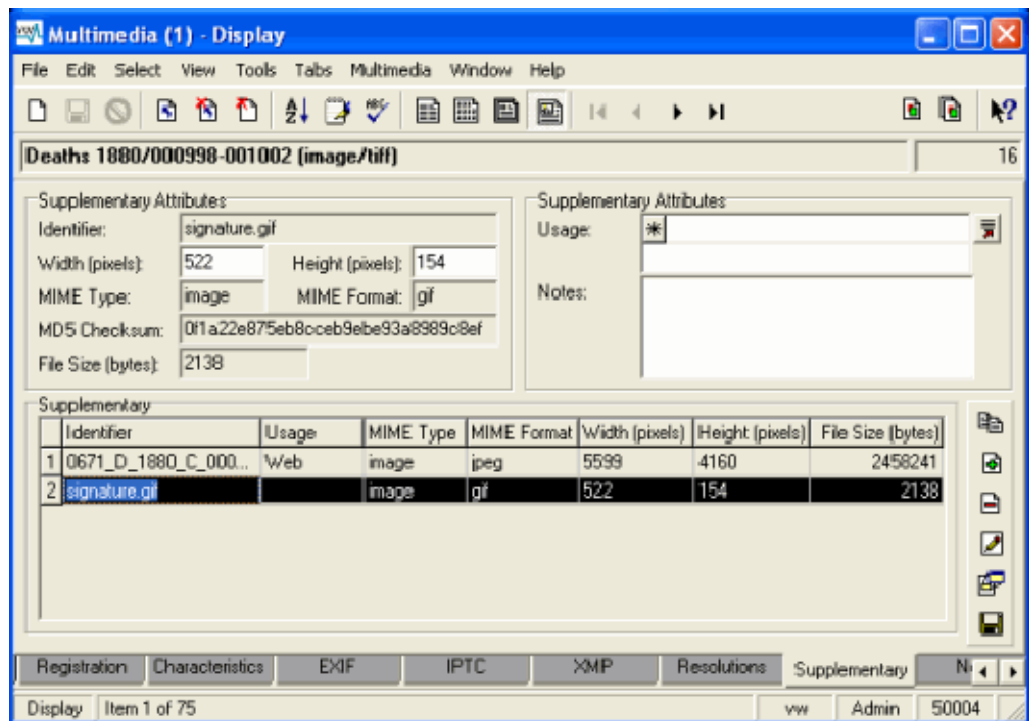 Multimedia (1) - Display
File Edit Select View Tools Tabs Multimedia Window Help
Deaths 1880/000998-001002 (image/tiff) 16
Supplementary Attributes
Identifier: signature.gif
Width (pixels): 522 Height (pixels): 154
MIME Type: image MIME Format: gif
MD5 Checksum: 0f1a22e875eb8cceb9ebe93a8989c8ef
File Size (bytes): 2138
Supplementary Attributes
Usage:
Notes:
Supplementary
Identifier Usage MIME Type MIME Format Width (pixels) Height (pixels) File Size (bytes)
1 0671_D_1880_C_000... Web image jpeg 5599 4160 2458241
2 signature.gif image gif 522 154 2138
Registration Characteristics EXIF IPTC XMP Resolutions Supplementary
Display Item 1 of 75 vw Admin 50004